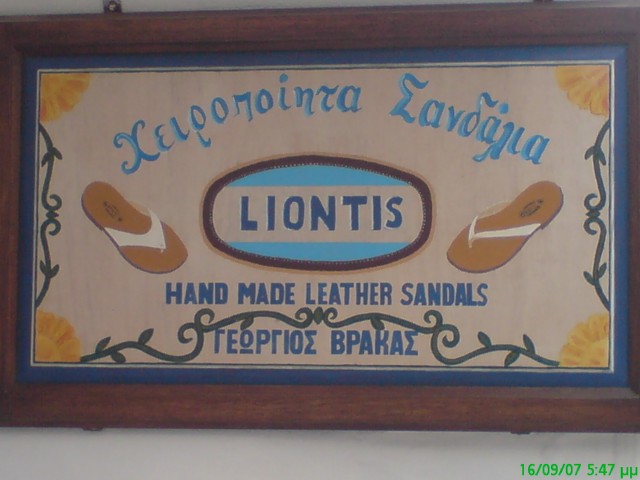 Χειροποίητα Σανδάλια
LIONTIS
HAND MADE LEATHER SANDALS
ΓΕΩΡΓΙΟΣ ΒΡΑΚΑΣ
16/09/07 5:47 μμ